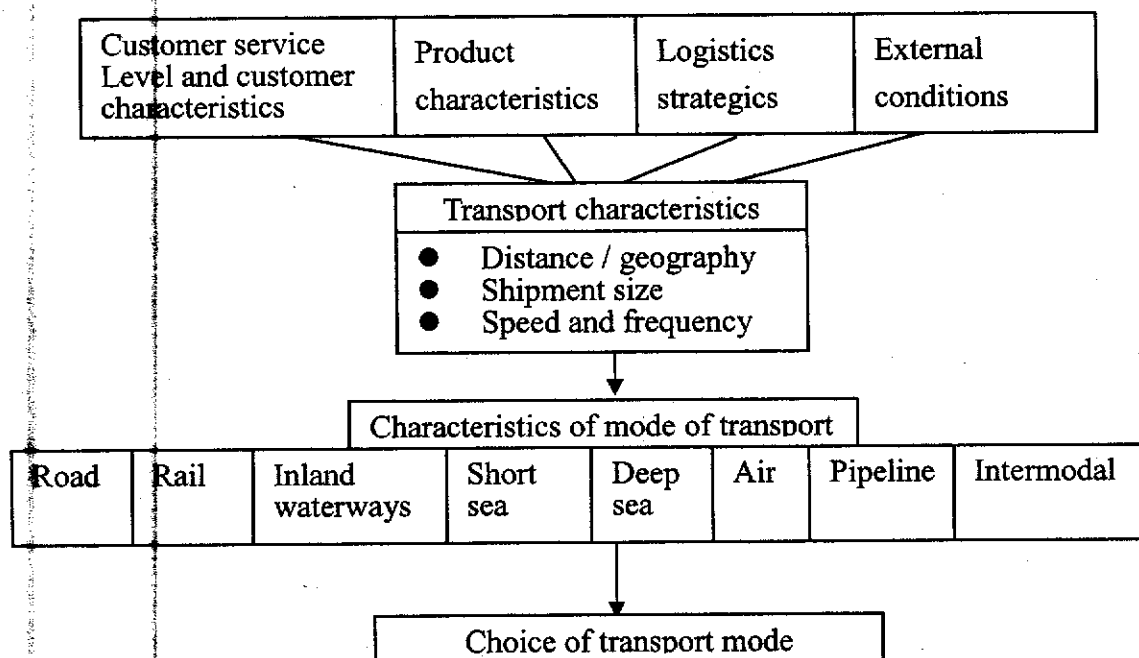 Customer service
Level and customer
characteristics
Product
characteristics
Logistics
strategics
External
conditions
Transport characteristics
● Distance / geography
● Shipment size
● Speed and frequency
Characteristics of mode of transport
Road
Rail
Inland
waterways
Short
sea
Deep
sea
Air
Pipeline
Intermodal
Choice of transport mode